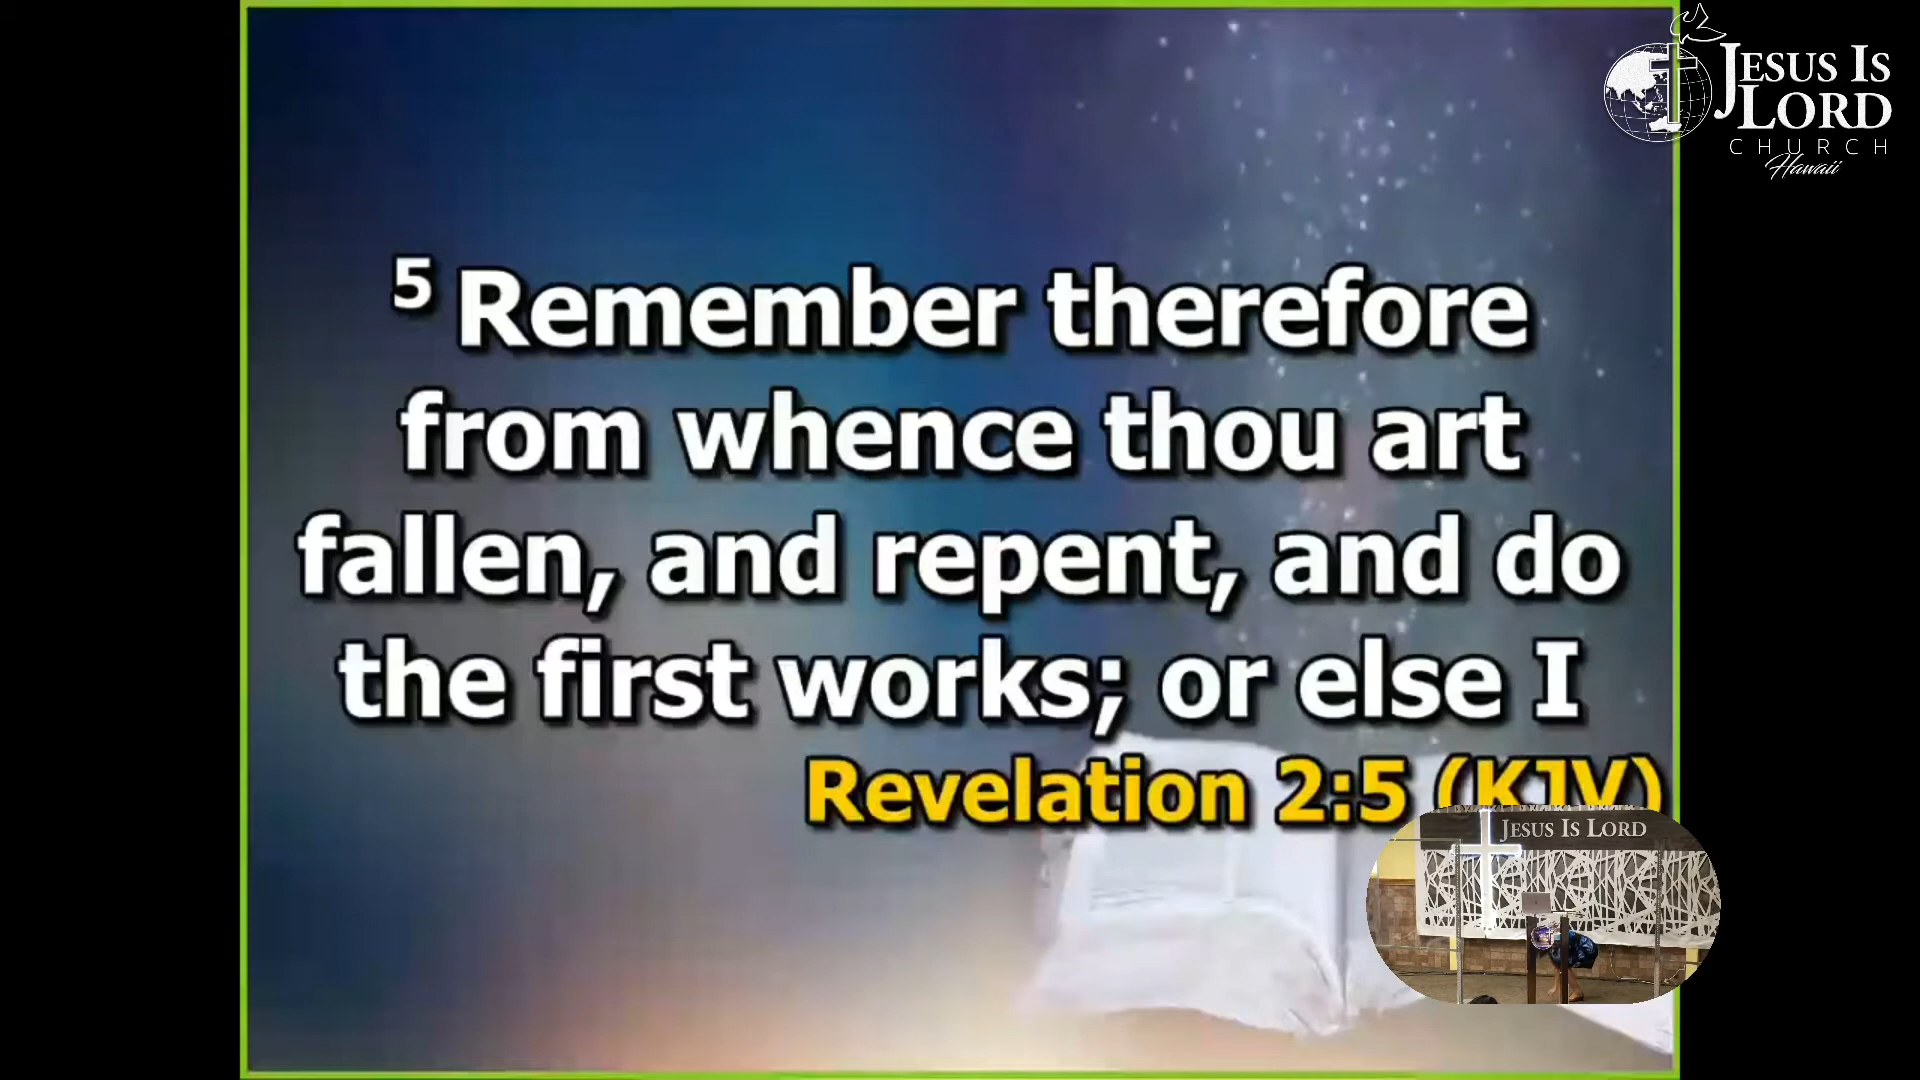 JESUS IS
LORD
CHURCH
Hawaii
5 Remember therefore
from whence thou art
fallen, and repent, and do
the first works; or else I
Revelation 2:5 (KJV)
JESUS IS LORD